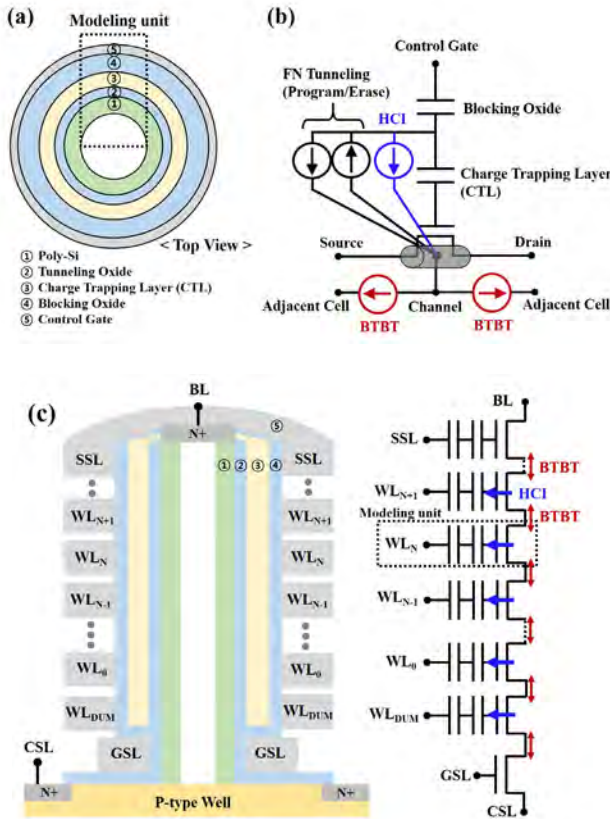 (a)
Modeling unit
⑤
④
③
②
①
< Top View >
① Poly-Si
② Tunneling Oxide
③ Charge Trapping Layer (CTL)
④ Blocking Oxide
⑤ Control Gate
(b)
Control Gate
FN Tunneling
(Program/Erase)
HCI
Blocking Oxide
Charge Trapping Layer
(CTL)
Source
Drain
Adjacent Cell
Channel
Adjacent Cell
BTBT
BTBT
(c)
BL
N+
⑤
① ② ③ ④
SSL
SSL
WLN+1
WLN+1
WLN
WLN
WLN-1
WLN-1
WL0
WL0
WLDUM
WLDUM
CSL
GSL
GSL
N+
P-type Well
N+
BL
SSL
BTBT
WLN+1
HCI
Modeling unit
BTBT
WLN
WLN-1
WL0
WLDUM
GSL
CSL